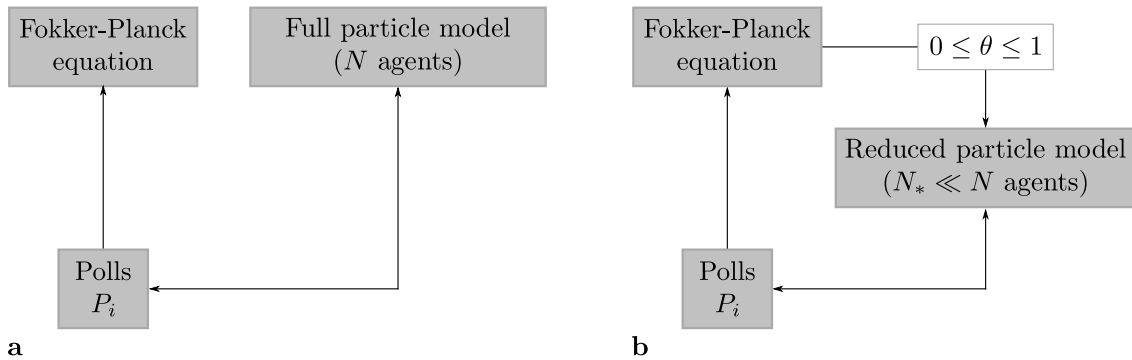 Fokker-Planck
equation
Full particle model
(N agents)
Polls
P_i
a
Fokker-Planck
equation
0 ≤ θ ≤ 1
Reduced particle model
(N_* ≪ N agents)
Polls
P_i
b